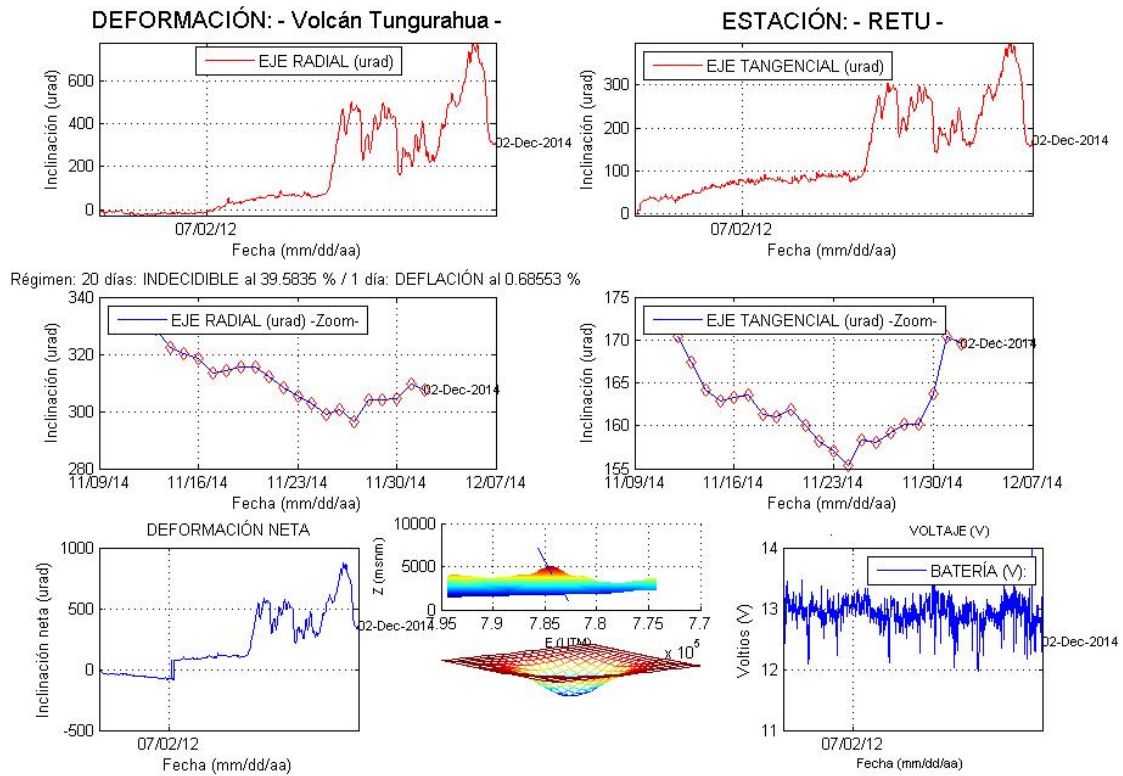 DEFORMACIÓN: - Volcán Tungurahua -
ESTACIÓN: - RETU -
EJE RADIAL (urad)
Inclinación (urad)
600
400
200
0
02-Dec-2014
07/02/12
Fecha (mm/dd/aa)
EJE TANGENCIAL (urad)
Inclinación (urad)
300
200
100
0
02-Dec-2014
07/02/12
Fecha (mm/dd/aa)
Régimen: 20 días: INDECIDIBLE al 39.5835 % / 1 día: DEFLACIÓN al 0.68553 %
EJE RADIAL (urad) -Zoom-
Inclinación (urad)
340
320
300
280
02-Dec-2014
11/09/14 11/16/14 11/23/14 11/30/14 12/07/14
Fecha (mm/dd/aa)
EJE TANGENCIAL (urad) -Zoom-
Inclinación (urad)
175
170
165
160
155
02-Dec-2014
11/09/14 11/16/14 11/23/14 11/30/14 12/07/14
Fecha (mm/dd/aa)
DEFORMACIÓN NETA
Inclinación neta (urad)
1000
500
0
-500
02-Dec-2014
07/02/12
Fecha (mm/dd/aa)
Z (msnm)
10000
5000
0
7.95 7.9 7.85 7.8 7.75 7.7
E (UTM)
x 10⁵
VOLTAJE (V)
BATERÍA (V):
Voltios (V)
14
13
12
11
02-Dec-2014
07/02/12
Fecha (mm/dd/aa)